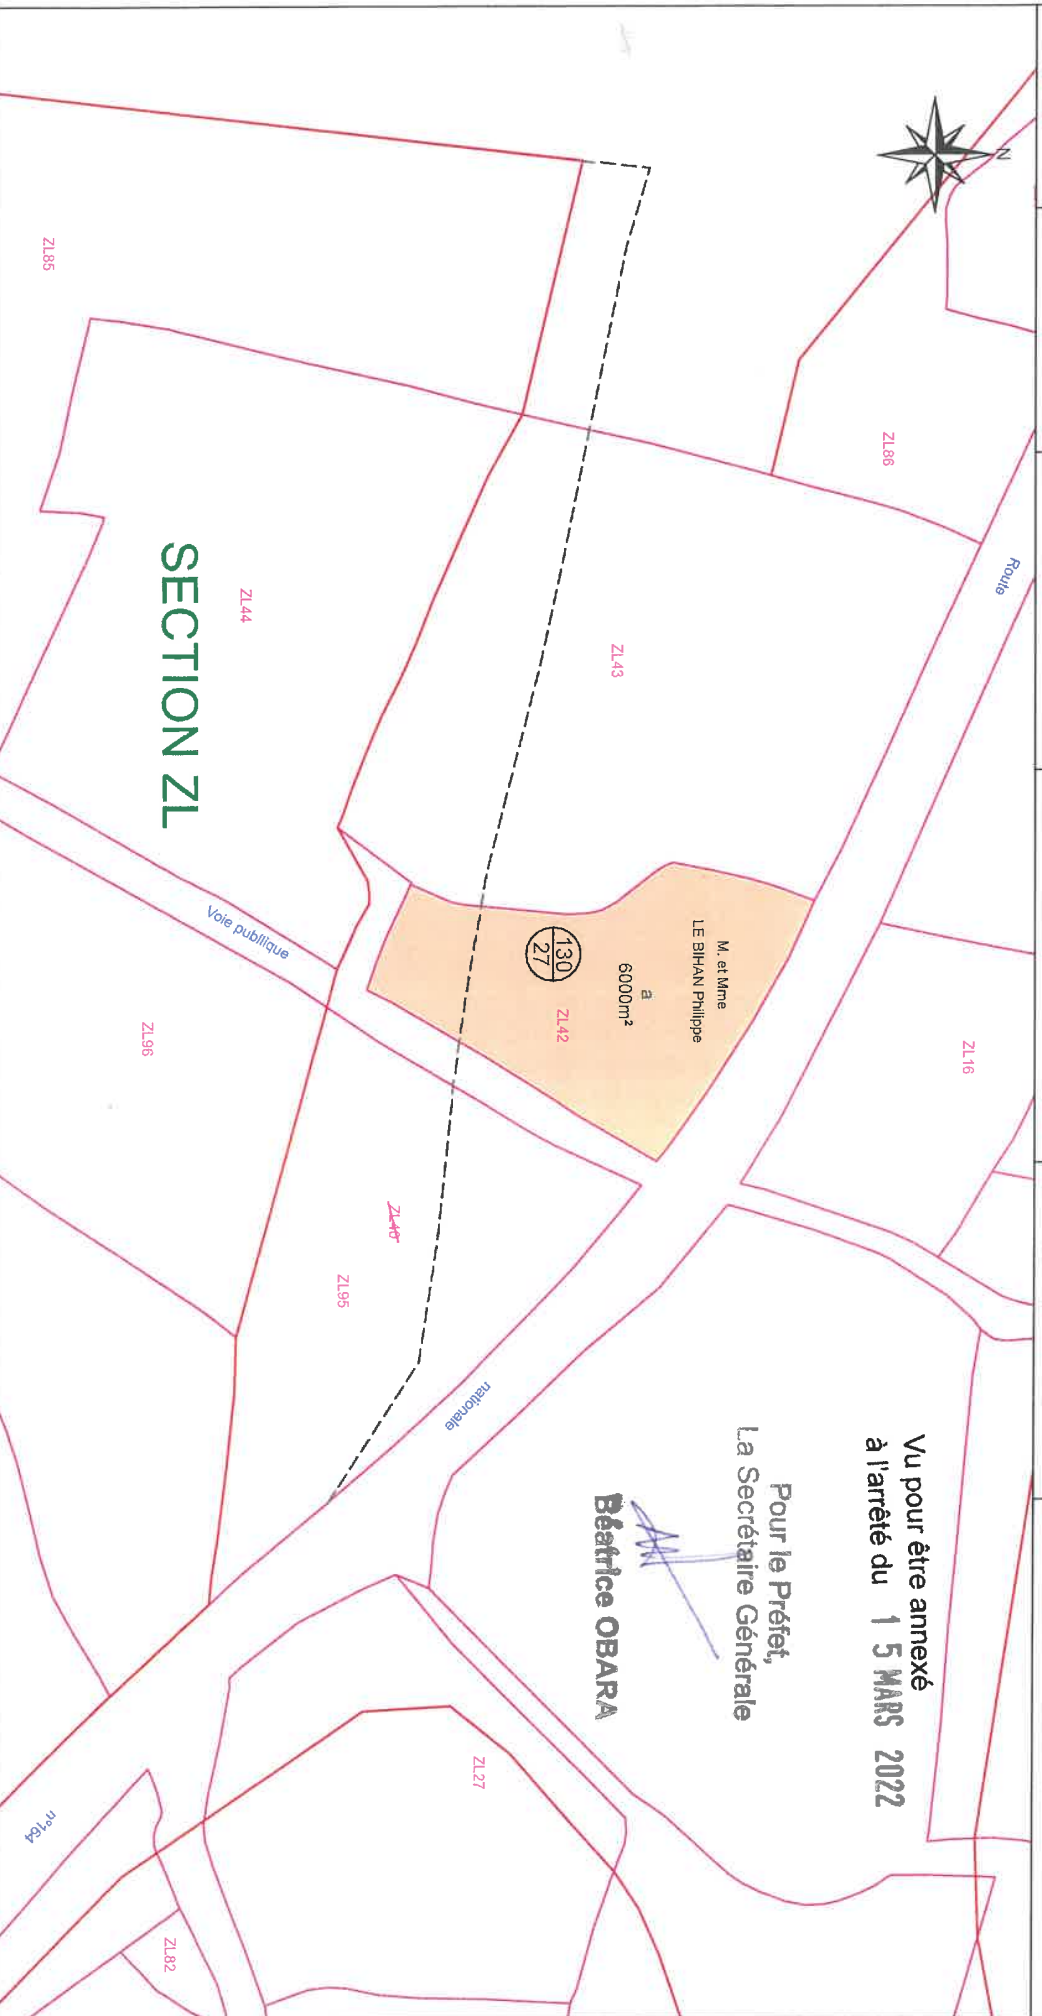 N
Vu pour être annexé
à l'arrêté du 15 MARS 2022
Pour le Préfet,
La Secrétaire Générale
Béatrice OBARA
Route
ZL16
ZL86
M. et Mme
LE BIHAN Philippe
a
6000m²
ZL43
ZL42
130
27
nationale
ZL27
ZL40
ZL95
ZL44
Voie publlique
SECTION ZL
ZL96
ZL82
ZL85
n°164